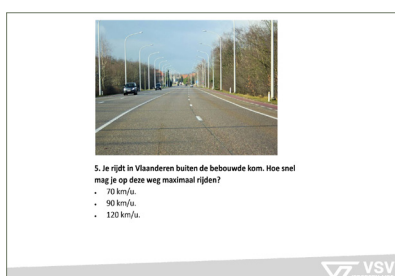 5. Je rijdt in Vlaanderen buiten de bebouwde kom. Hoe snel
mag je op deze weg maximaal rijden?
• 70 km/u.
• 90 km/u.
• 120 km/u.
VSV